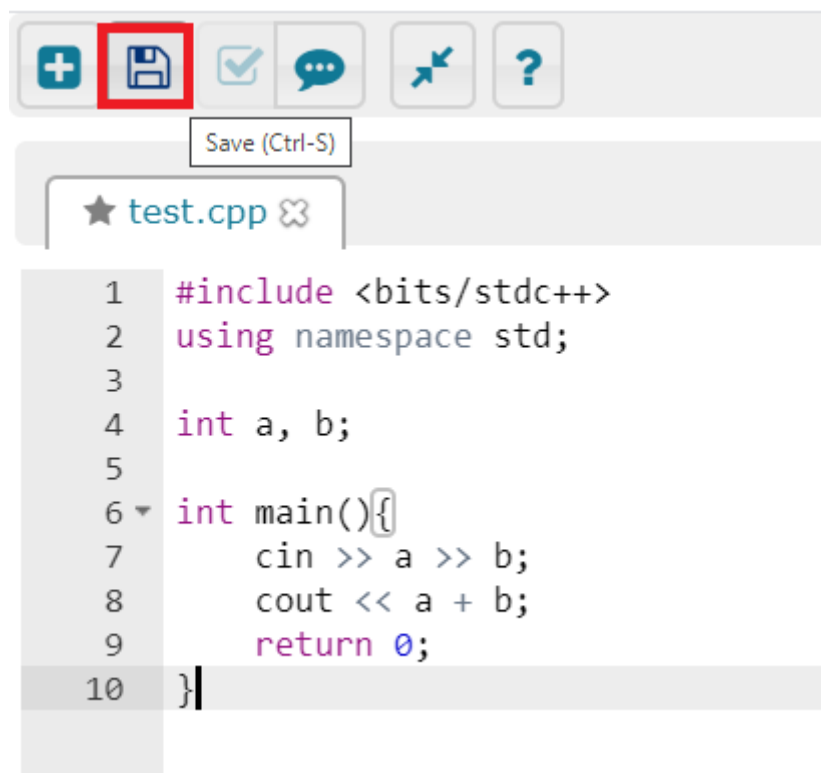 Save (Ctrl-S)
test.cpp
1 #include <bits/stdc++>
2 using namespace std;
3
4 int a, b;
5
6 int main(){
7     cin >> a >> b;
8     cout << a + b;
9     return 0;
10 }